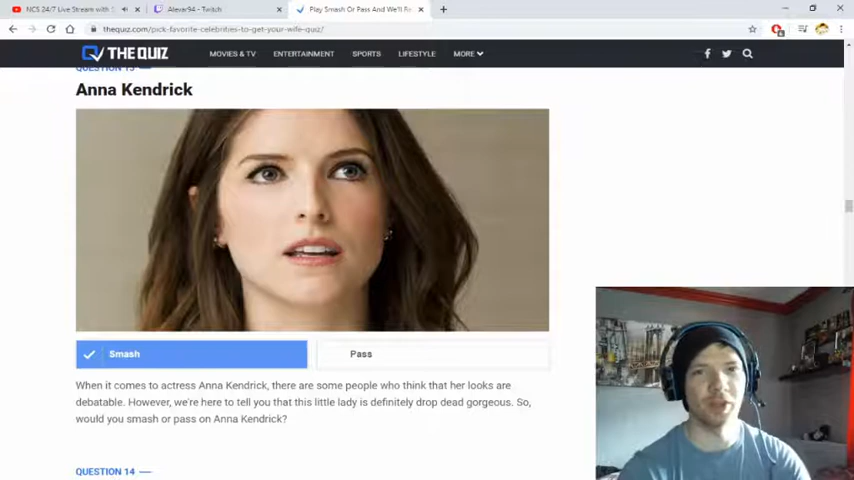 NCS 24/7 Live Stream with S
Alevar94 - Twitch
Play Smash Or Pass And We'll Re
thequiz.com/pick-favorite-celebrities-to-get-your-wife-quiz/
THE QUIZ
MOVIES & TV
ENTERTAINMENT
SPORTS
LIFESTYLE
MORE
Anna Kendrick
Smash
Pass
When it comes to actress Anna Kendrick, there are some people who think that her looks are
debatable. However, we're here to tell you that this little lady is definitely drop dead gorgeous. So,
would you smash or pass on Anna Kendrick?
QUESTION 14